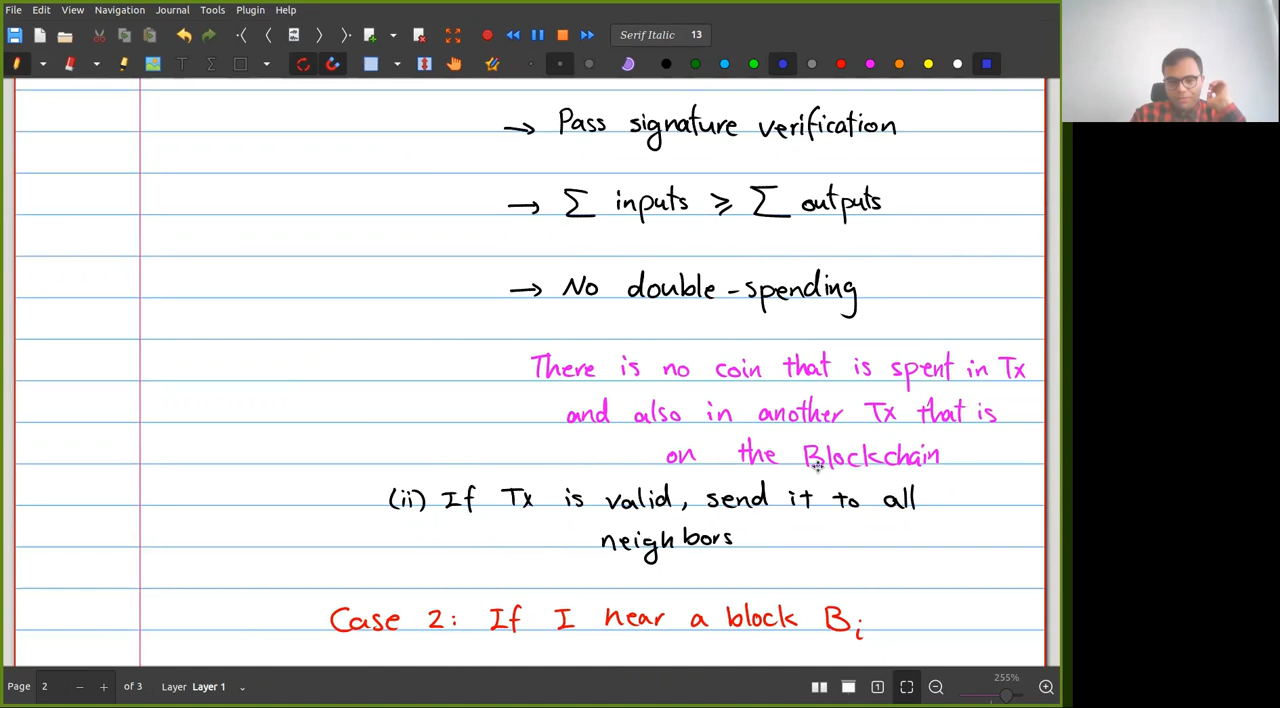 File Edit View Navigation Journal Tools Plugin Help
Serif Italic 13
→ Pass signature verification
→ Σ inputs ⩾ Σ outputs
→ No double-spending
There is no coin that is spent in Tx
and also in another Tx that is
on the Blockchain
(ii) If Tx is valid, send it to all
neighbors
Case 2: If I hear a block Bi
Page 2 of 3 Layer Layer 1 255%